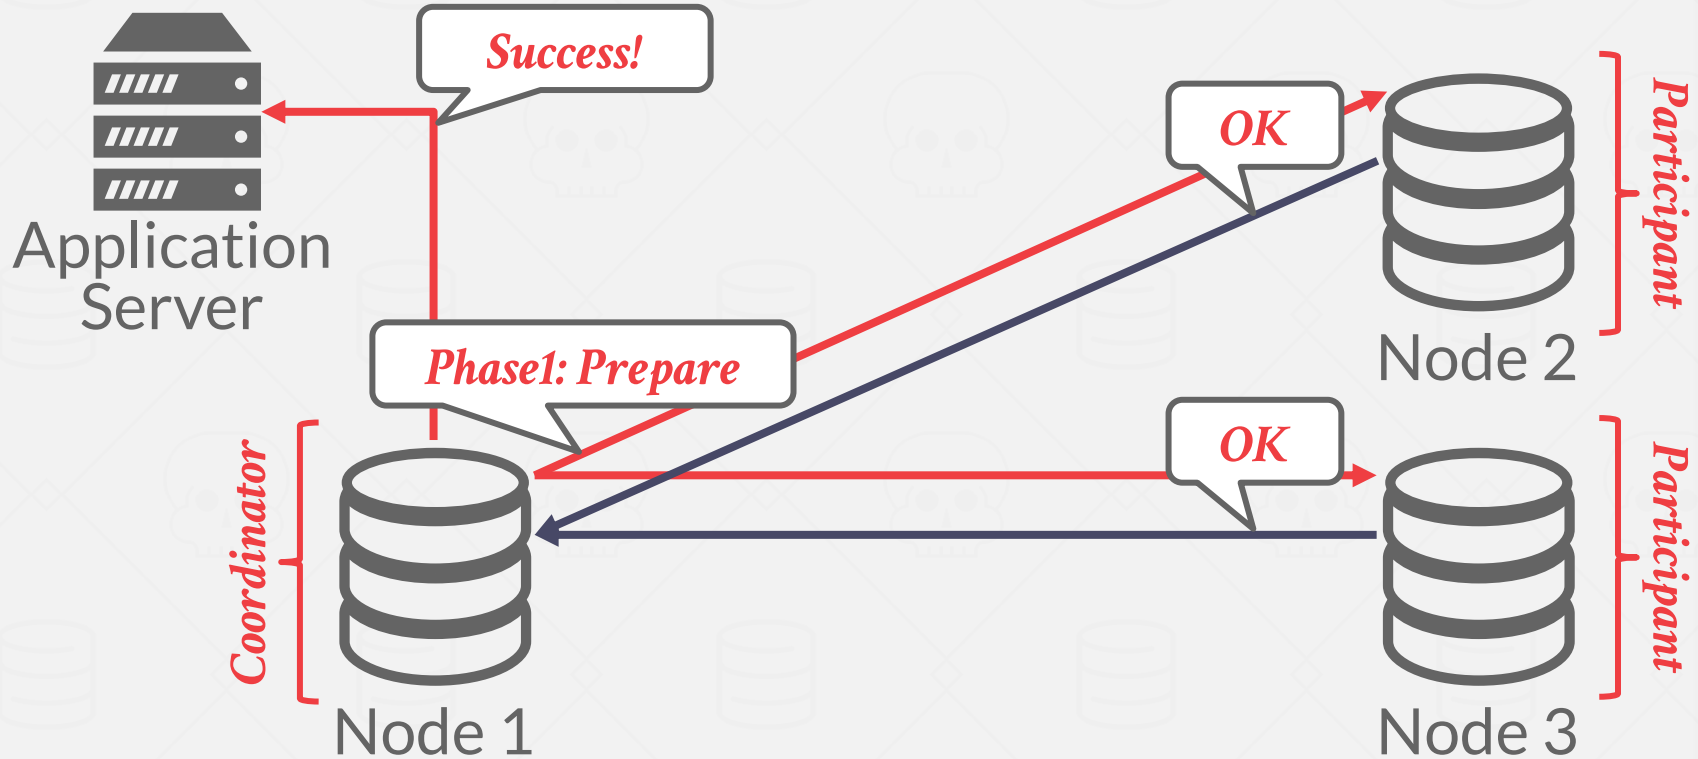 Success!
OK
Participant
Application
Server
Phase1: Prepare
Node 2
OK
Coordinator
Participant
Node 1
Node 3